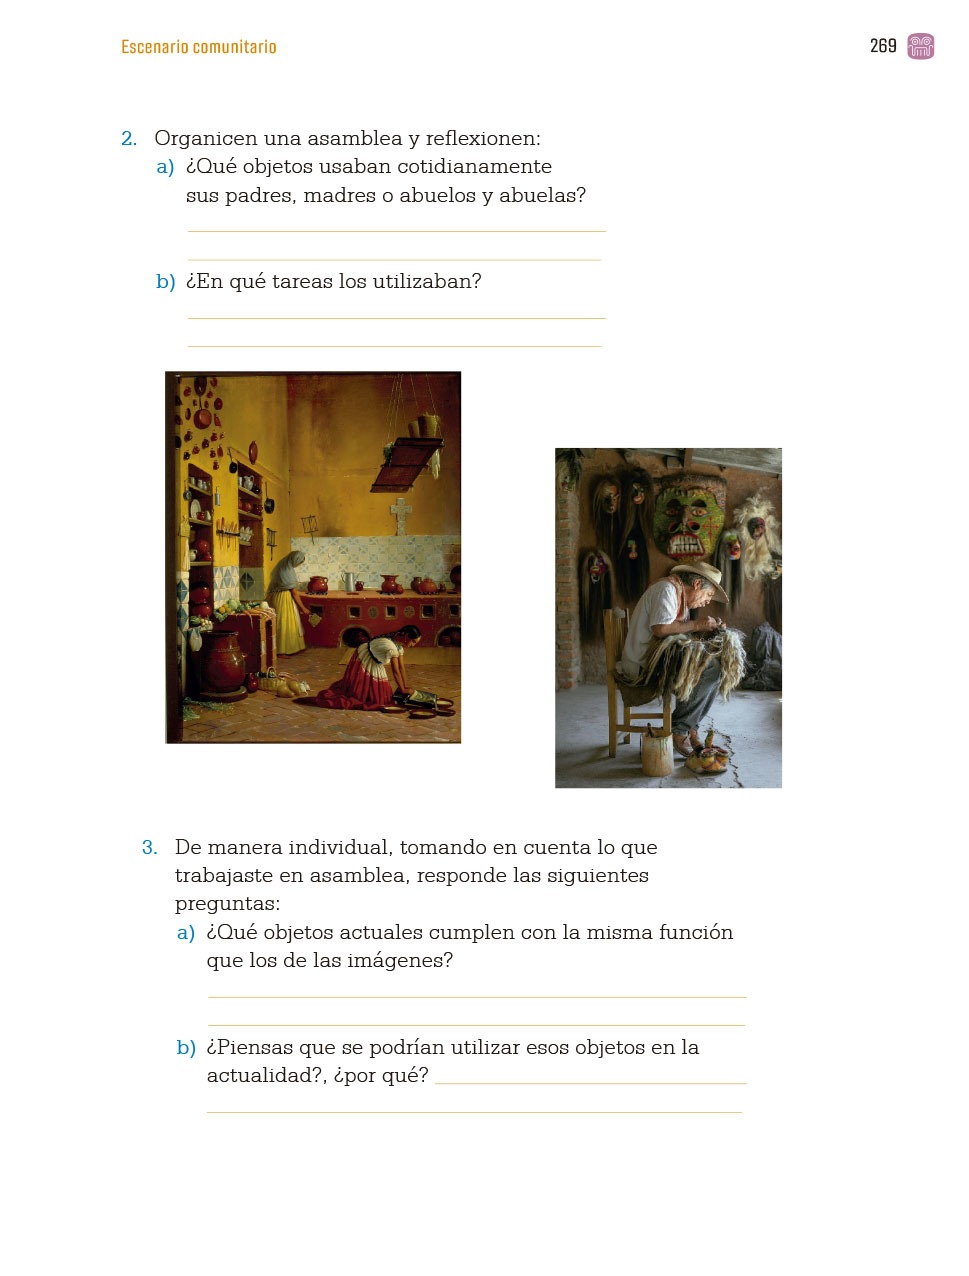 Escenario comunitario
269
2. Organicen una asamblea y reflexionen:
a) ¿Qué objetos usaban cotidianamente
sus padres, madres o abuelos y abuelas?
b) ¿En qué tareas los utilizaban?
3. De manera individual, tomando en cuenta lo que
trabajaste en asamblea, responde las siguientes
preguntas:
a) ¿Qué objetos actuales cumplen con la misma función
que los de las imágenes?
b) ¿Piensas que se podrían utilizar esos objetos en la
actualidad?, ¿por qué?